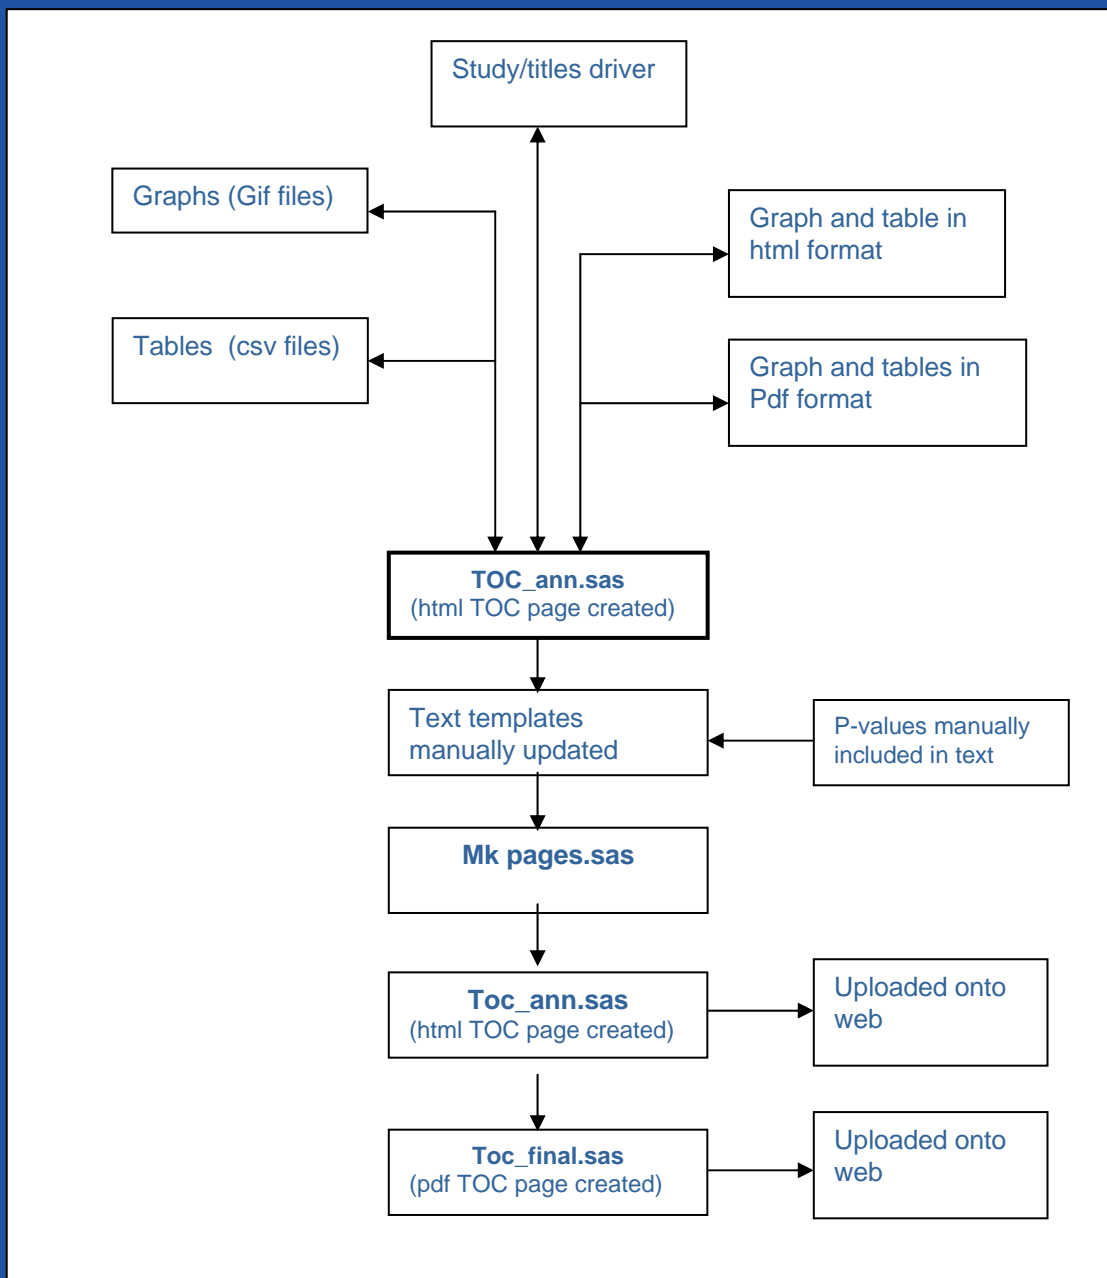 Study/titles driver
Graphs (Gif files)
Graph and table in
html format
Tables  (csv files)
Graph and tables in
Pdf format
TOC_ann.sas
(html TOC page created)
Text templates
manually updated
P-values manually
included in text
Mk pages.sas
Toc_ann.sas
(html TOC page created)
Uploaded onto
web
Toc_final.sas
(pdf TOC page created)
Uploaded onto
web